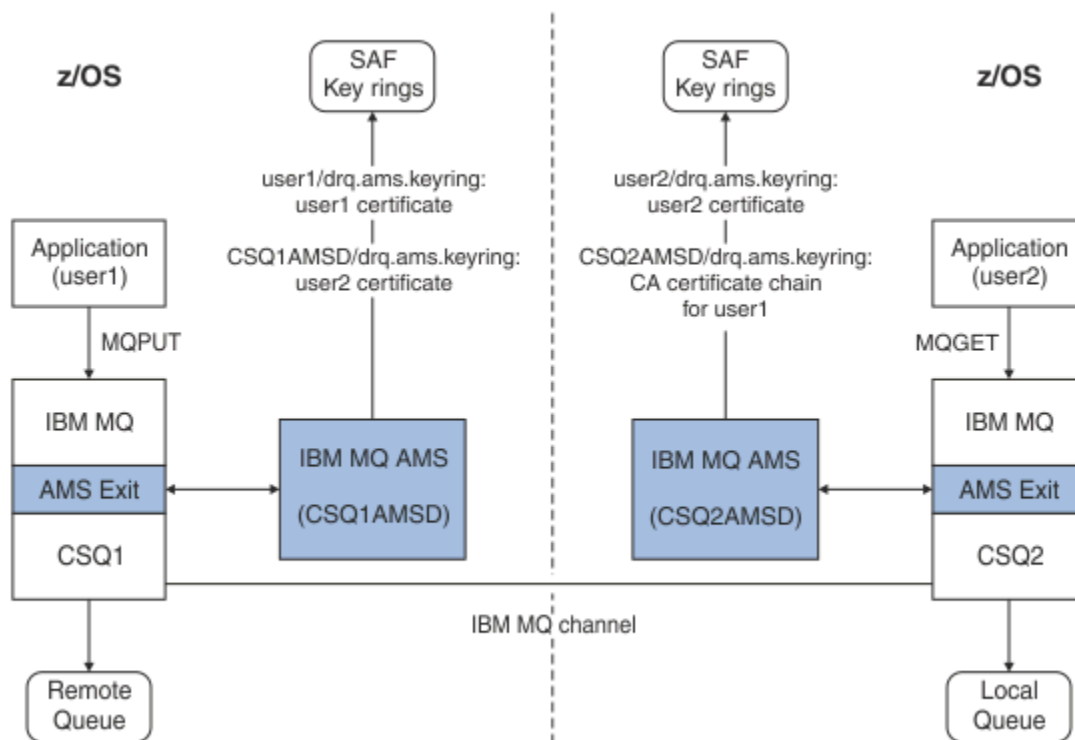 z/OS
SAF
Key rings
user1/drq.ams.keyring:
user1 certificate
CSQ1AMSD/drq.ams.keyring:
user2 certificate
Application
(user1)
MQPUT
IBM MQ
AMS Exit
CSQ1
IBM MQ AMS
(CSQ1AMSD)
Remote
Queue
IBM MQ channel
SAF
Key rings
z/OS
user2/drq.ams.keyring:
user2 certificate
CSQ2AMSD/drq.ams.keyring:
CA certificate chain
for user1
Application
(user2)
MQGET
IBM MQ
AMS Exit
CSQ2
IBM MQ AMS
(CSQ2AMSD)
Local
Queue